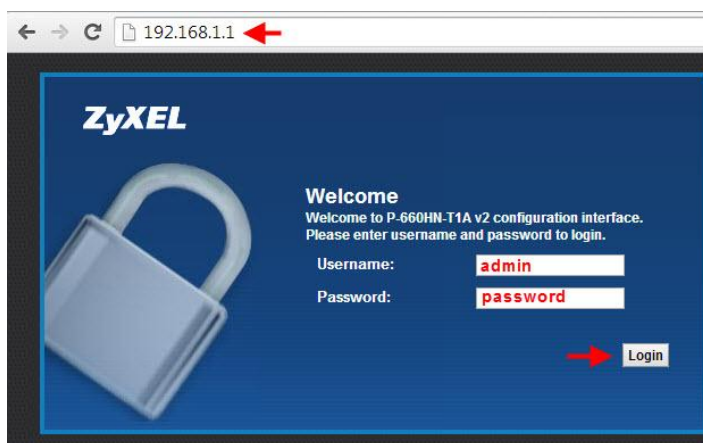 192.168.1.1
ZyXEL
Welcome
Welcome to P-660HN-T1A v2 configuration interface.
Please enter username and password to login.
Username: admin
Password: password
Login